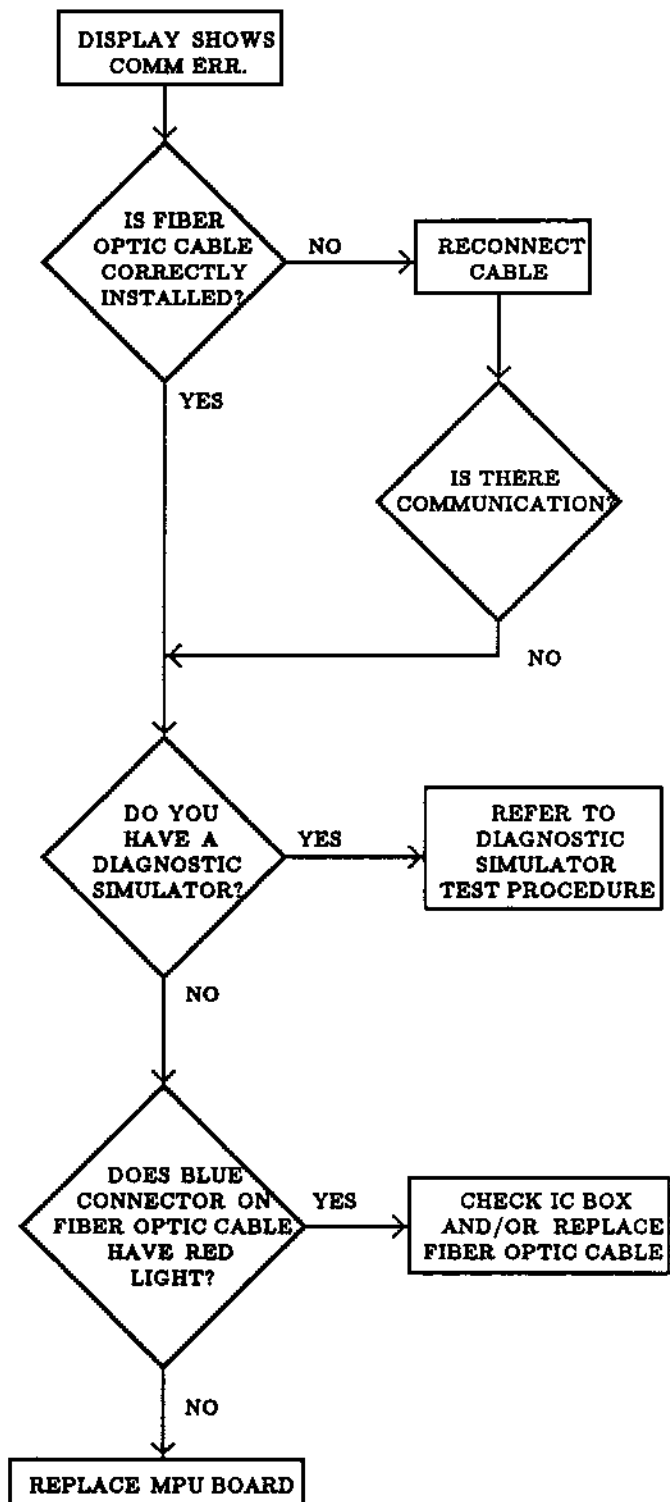 DISPLAY SHOWS
COMM ERR.
IS FIBER
OPTIC CABLE
CORRECTLY
INSTALLED?
NO
RECONNECT
CABLE
YES
IS THERE
COMMUNICATION?
NO
DO YOU
HAVE A
DIAGNOSTIC
SIMULATOR?
YES
REFER TO
DIAGNOSTIC
SIMULATOR
TEST PROCEDURE
NO
DOES BLUE
CONNECTOR ON
FIBER OPTIC CABLE
HAVE RED
LIGHT?
YES
CHECK IC BOX
AND/OR REPLACE
FIBER OPTIC CABLE
NO
REPLACE MPU BOARD